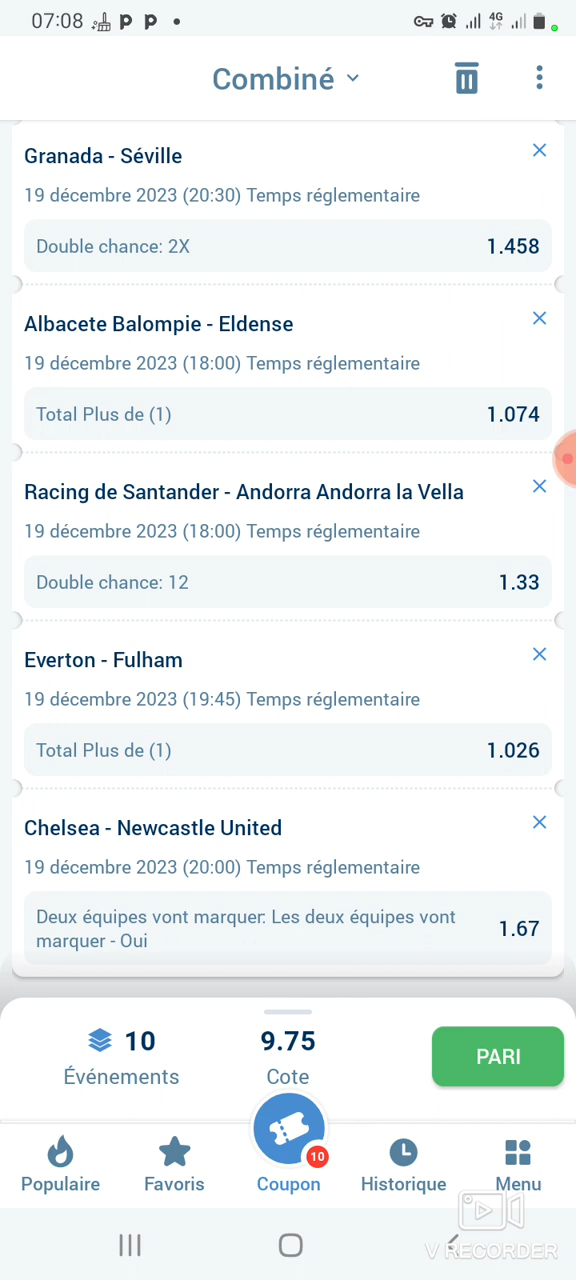 07:08 P P 4G
Combiné
Granada - Séville
19 décembre 2023 (20:30) Temps réglementaire
Double chance: 2X 1.458
Albacete Balompie - Eldense
19 décembre 2023 (18:00) Temps réglementaire
Total Plus de (1) 1.074
Racing de Santander - Andorra Andorra la Vella
19 décembre 2023 (18:00) Temps réglementaire
Double chance: 12 1.33
Everton - Fulham
19 décembre 2023 (19:45) Temps réglementaire
Total Plus de (1) 1.026
Chelsea - Newcastle United
19 décembre 2023 (20:00) Temps réglementaire
Deux équipes vont marquer: Les deux équipes vont
marquer - Oui 1.67
10 9.75
Événements Cote PARI
10
Populaire Favoris Coupon Historique Menu
V RECORDER